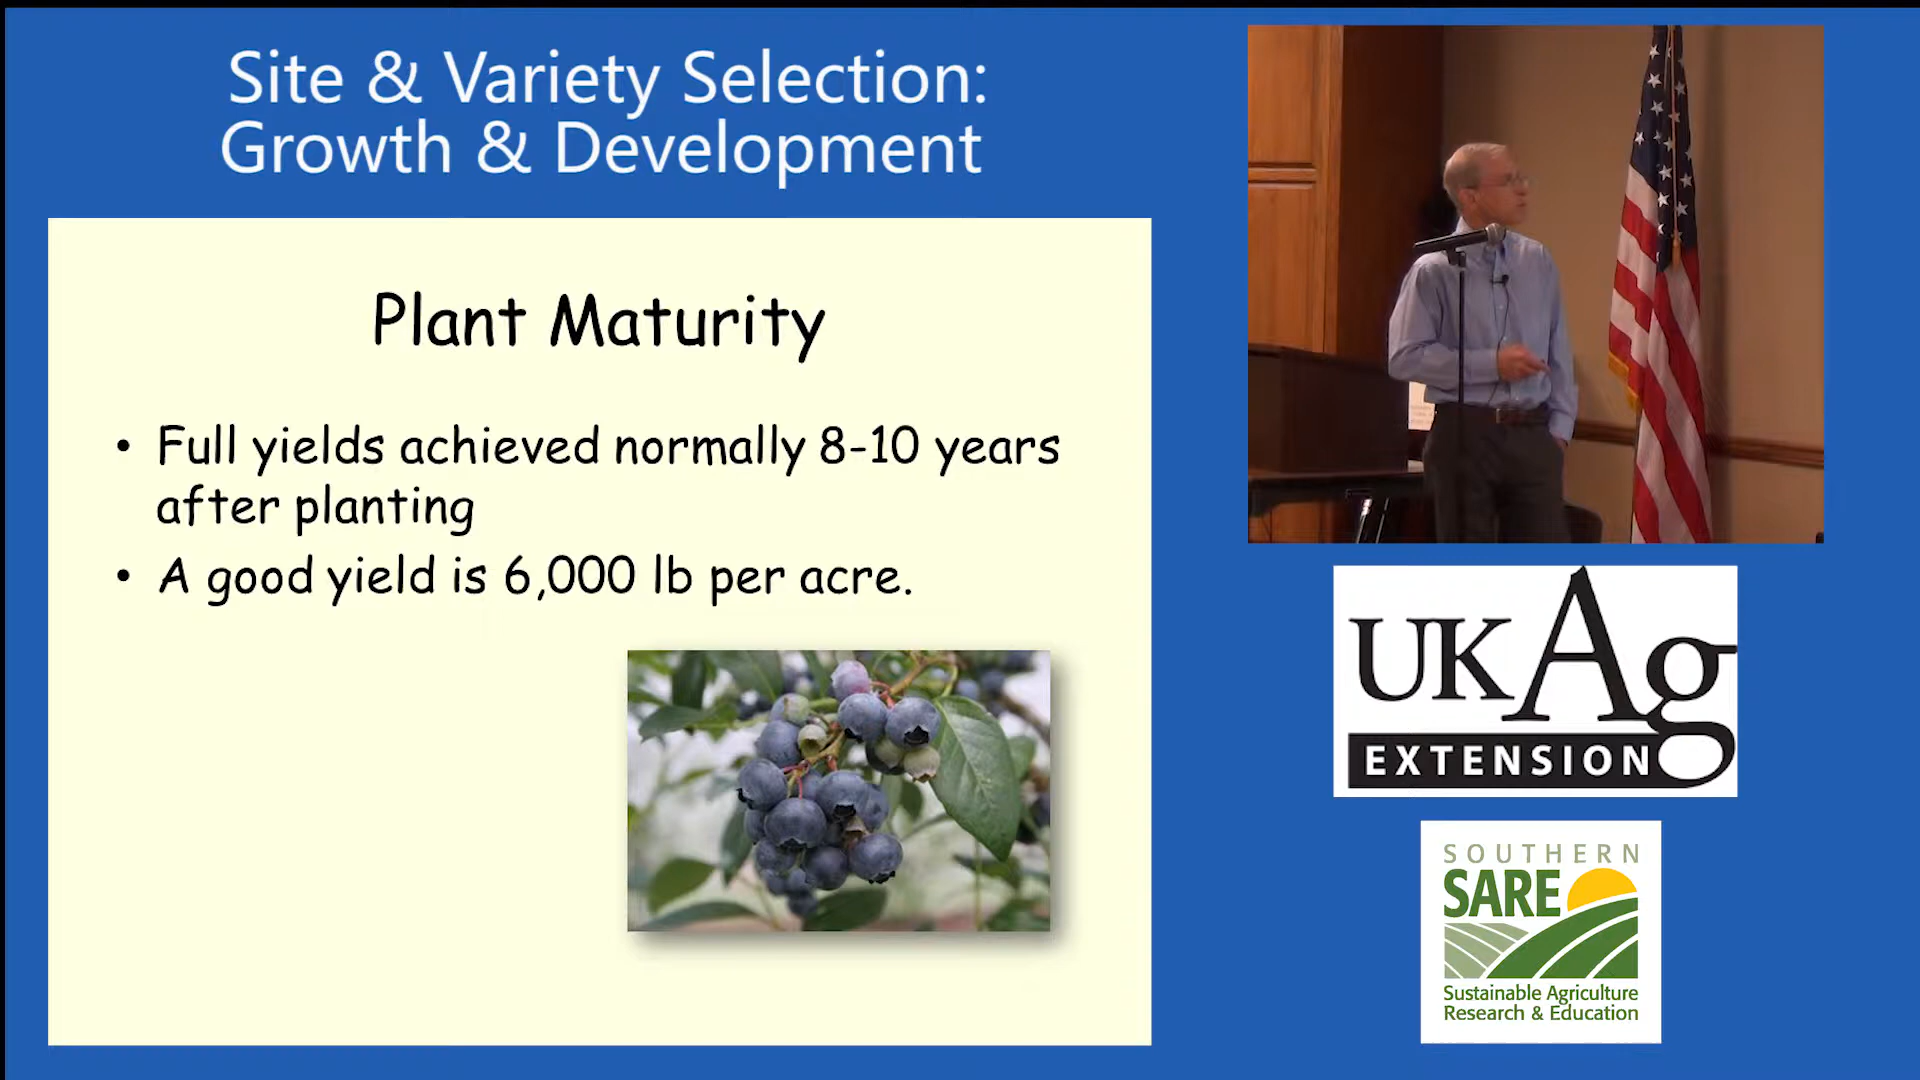 Site & Variety Selection:
Growth & Development
Plant Maturity
• Full yields achieved normally 8-10 years
after planting
• A good yield is 6,000 lb per acre.
UKAg
EXTENSION
SOUTHERN
SARE
Sustainable Agriculture
Research & Education